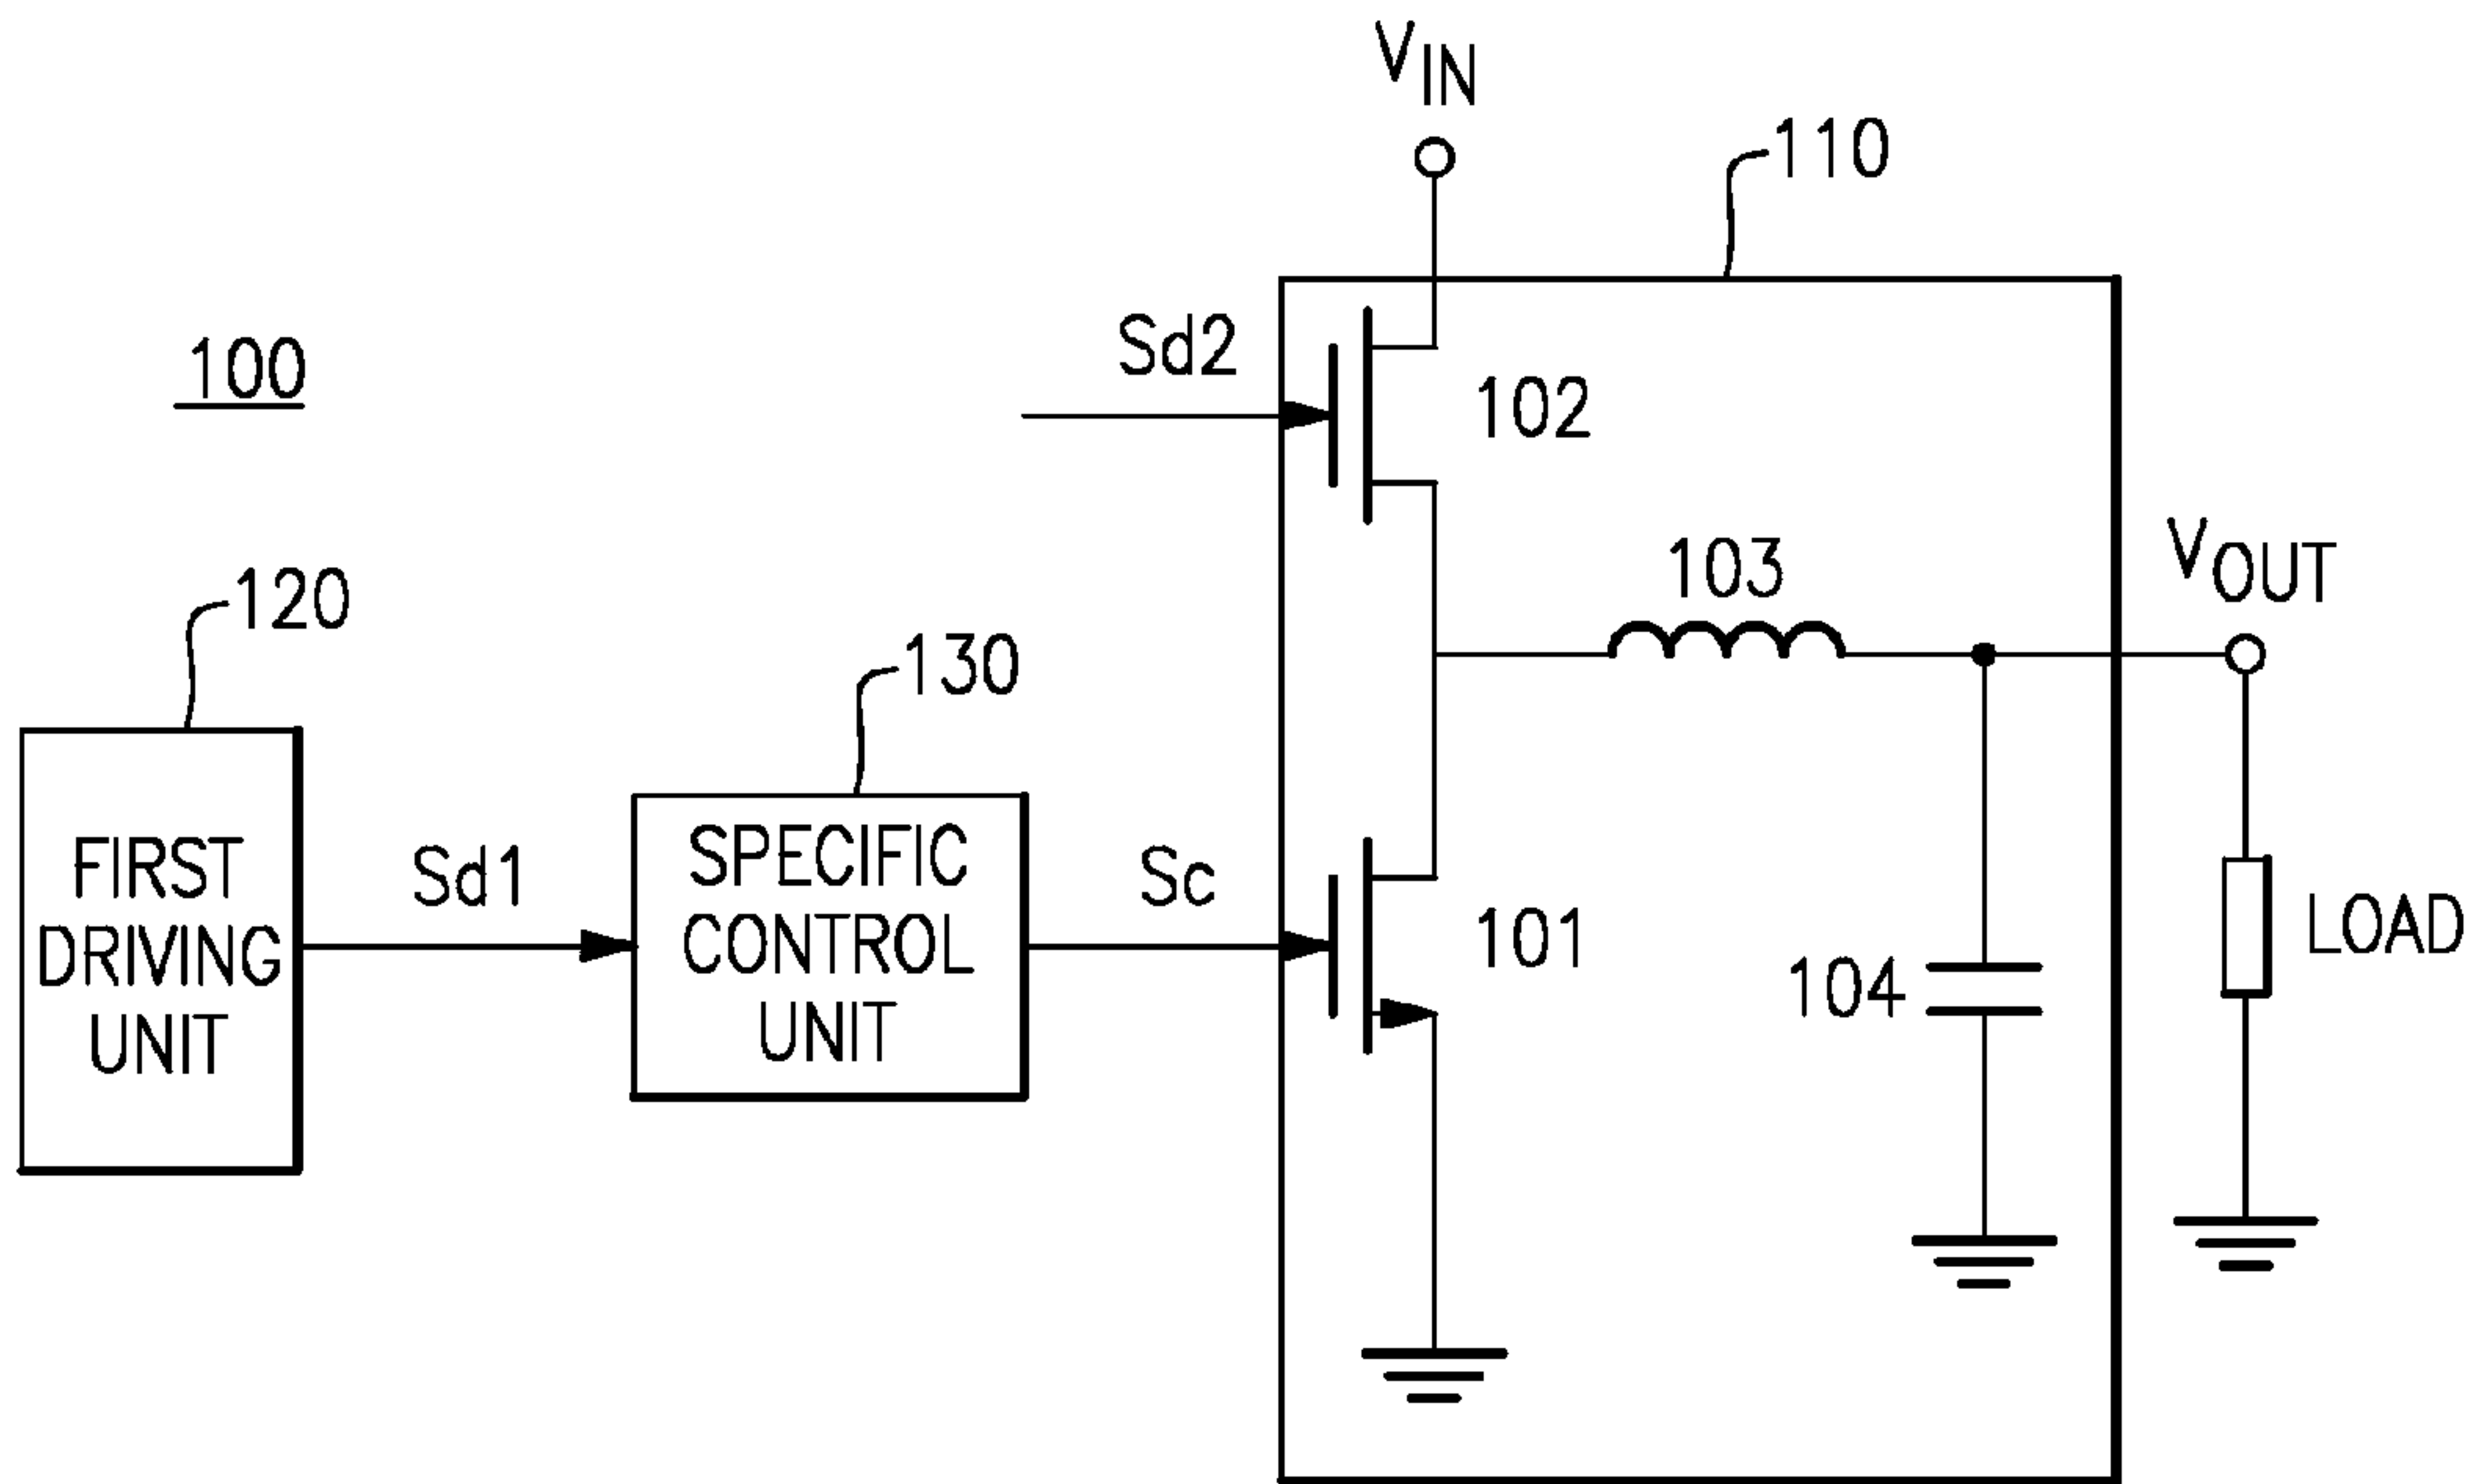 VIN
110
100
Sd2
102
103
VOUT
120
130
FIRST
DRIVING
UNIT
Sd1
SPECIFIC
CONTROL
UNIT
Sc
101
104
LOAD